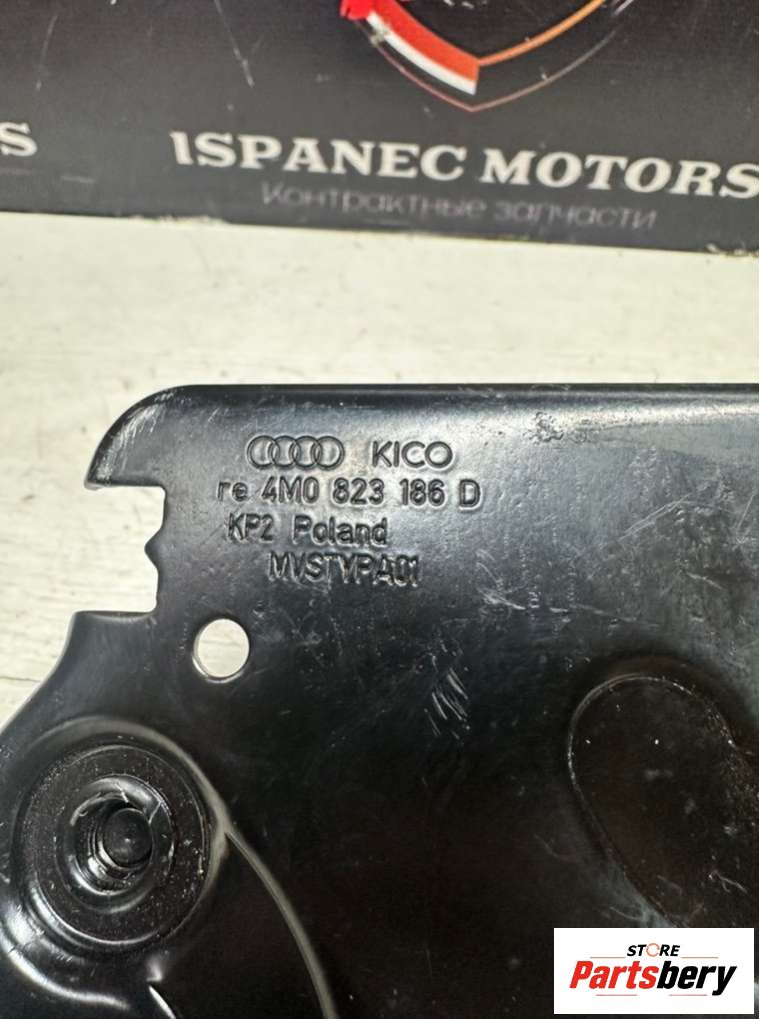 S
ISPANEC MOTORS
Контрактные запчасти
KICO
re 4M0 823 186 D
KP2 Poland
MVSTYPA01
STORE
Partsbery